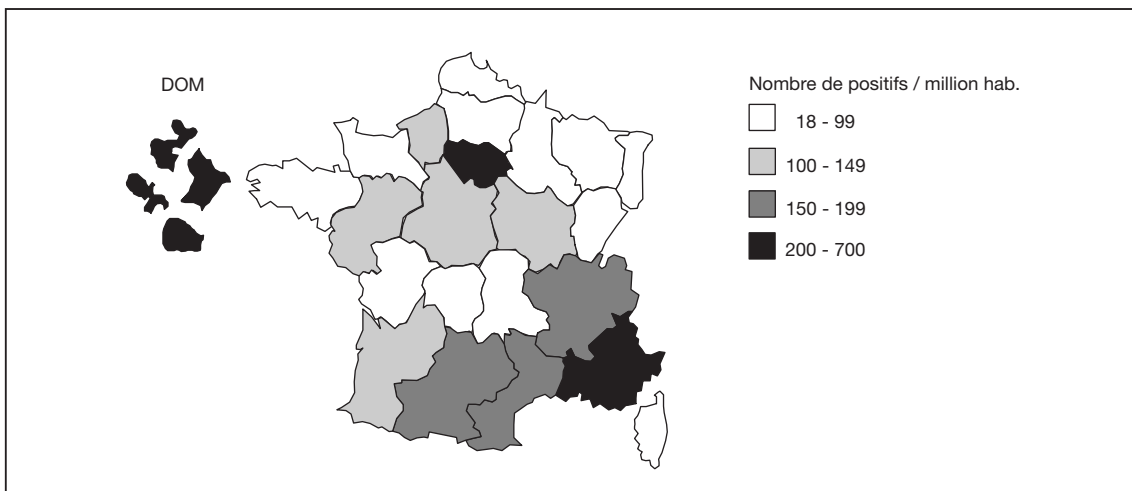 DOM
Nombre de positifs / million hab.
18 - 99
100 - 149
150 - 199
200 - 700